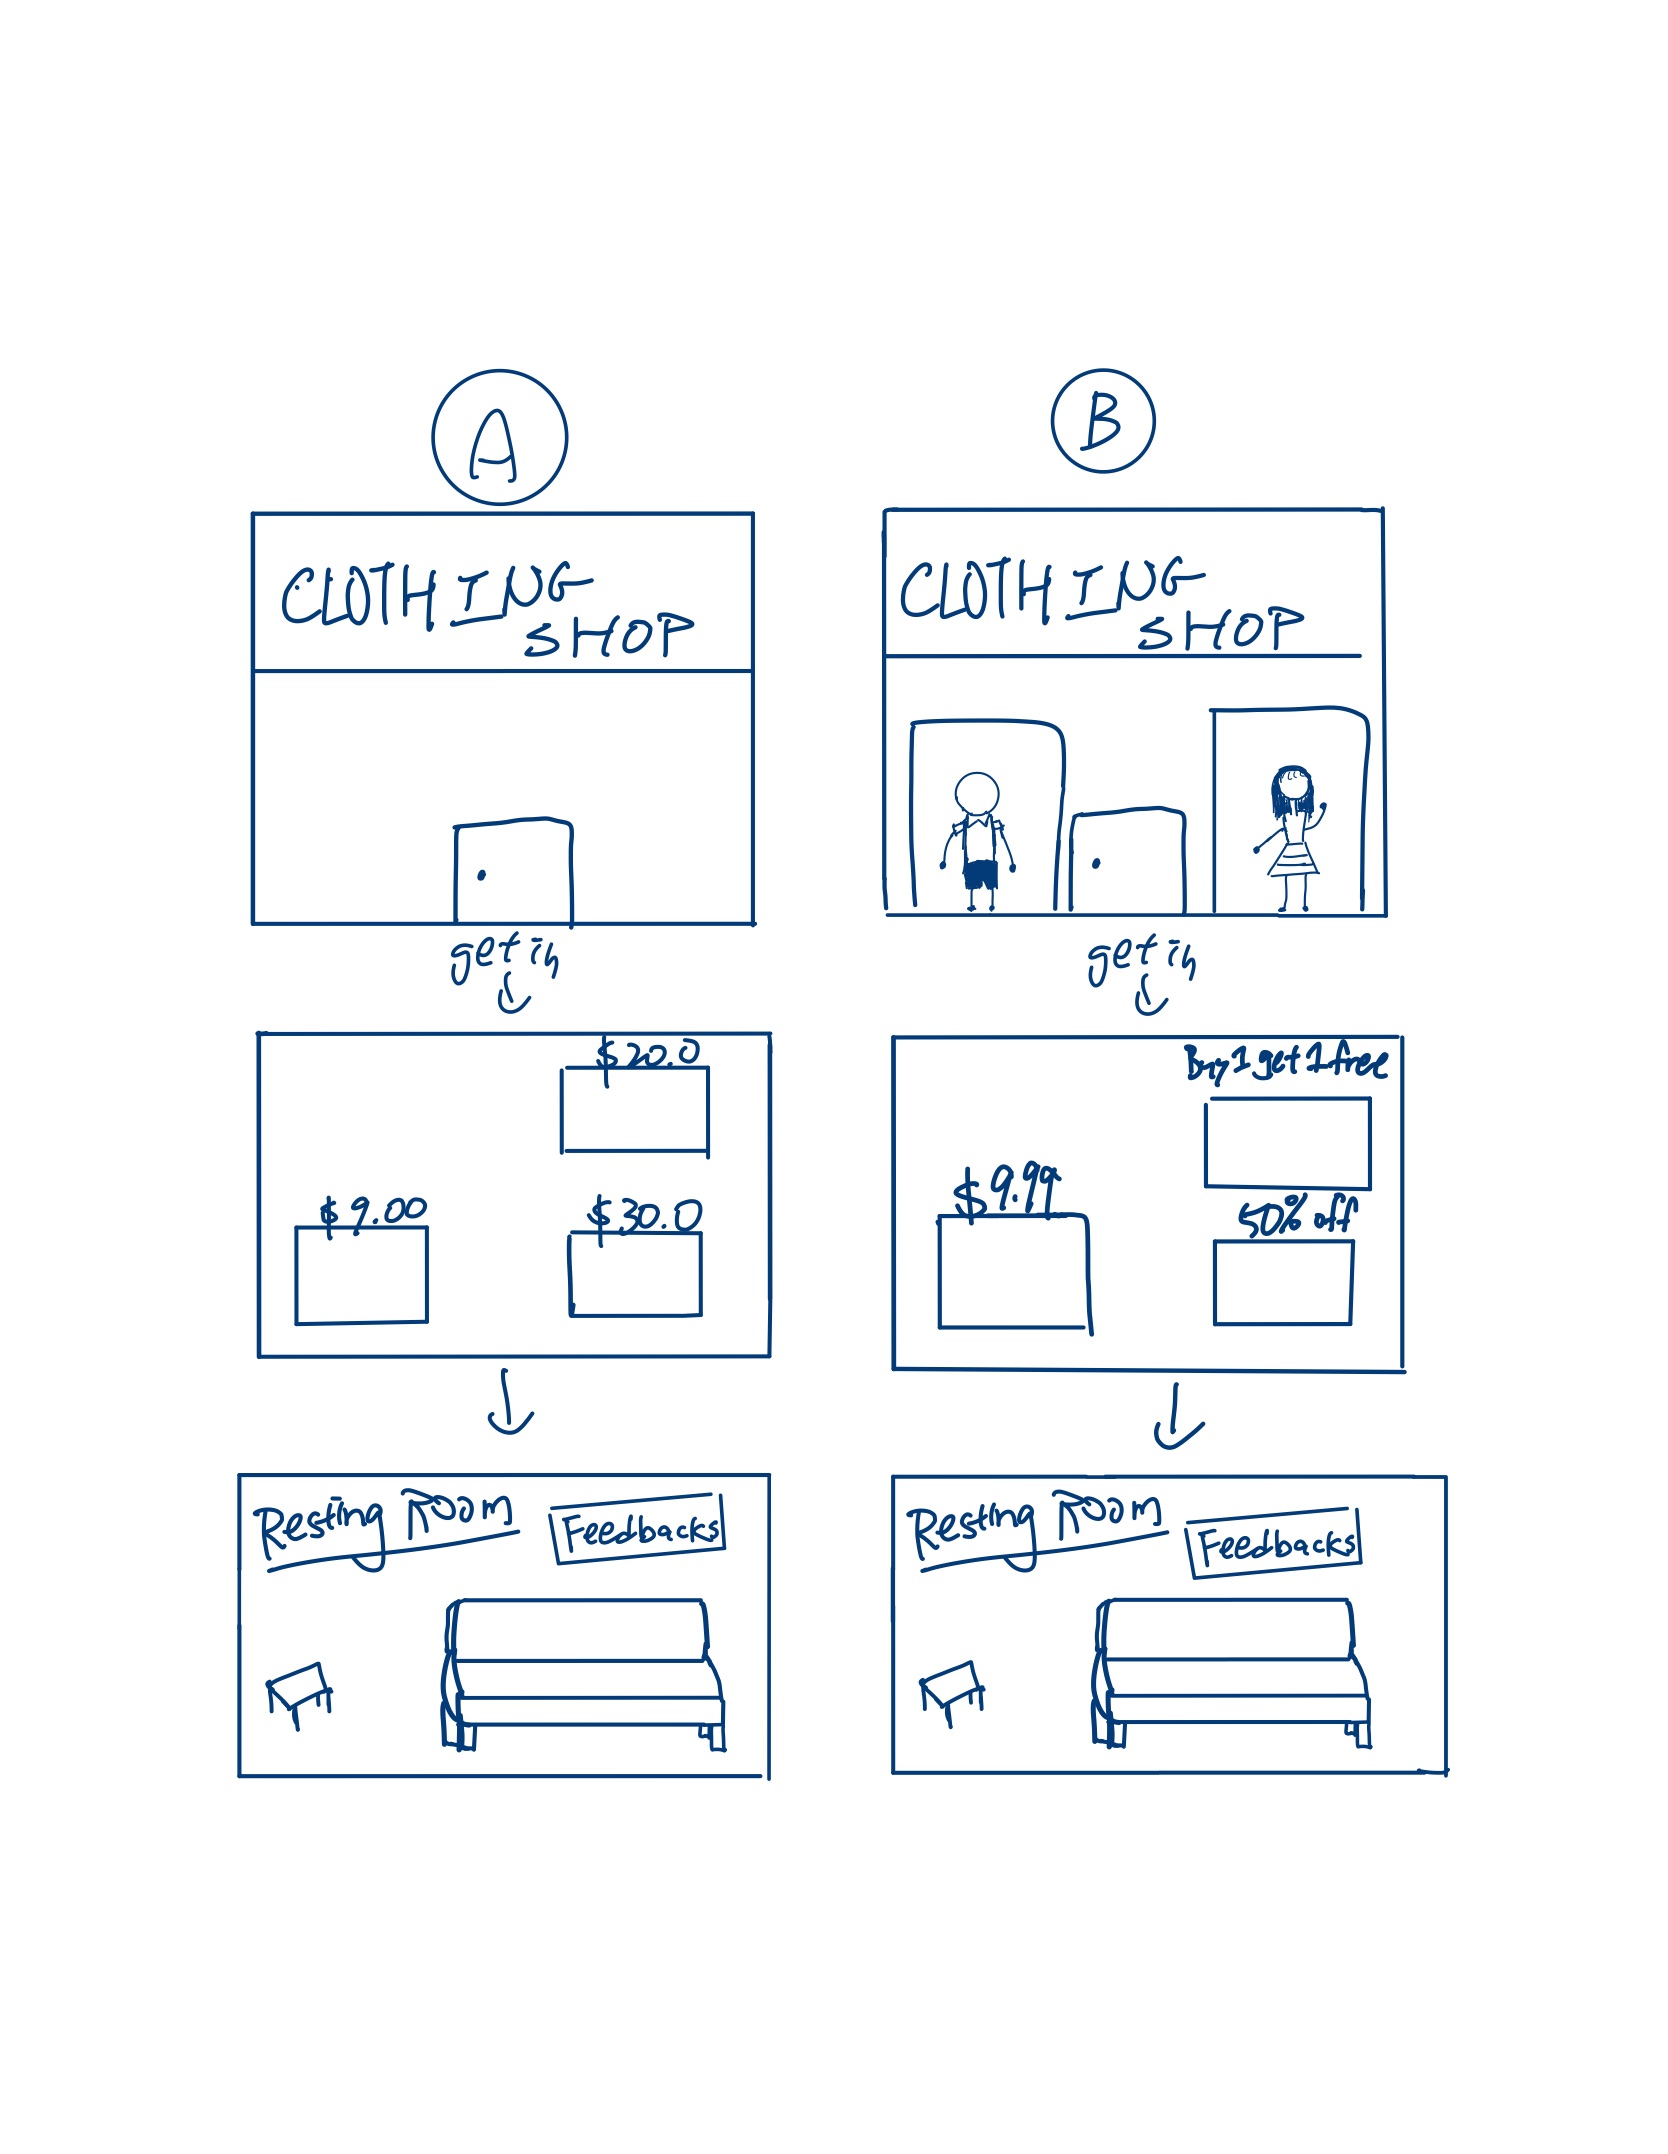 A
CLOTHING
SHOP
get in
$20.0
$9.00
$30.0
Resting Room
Feedbacks
B
CLOTHING
SHOP
get in
Buy 1 get 1 free
$9.99
50% off
Resting Room
Feedbacks